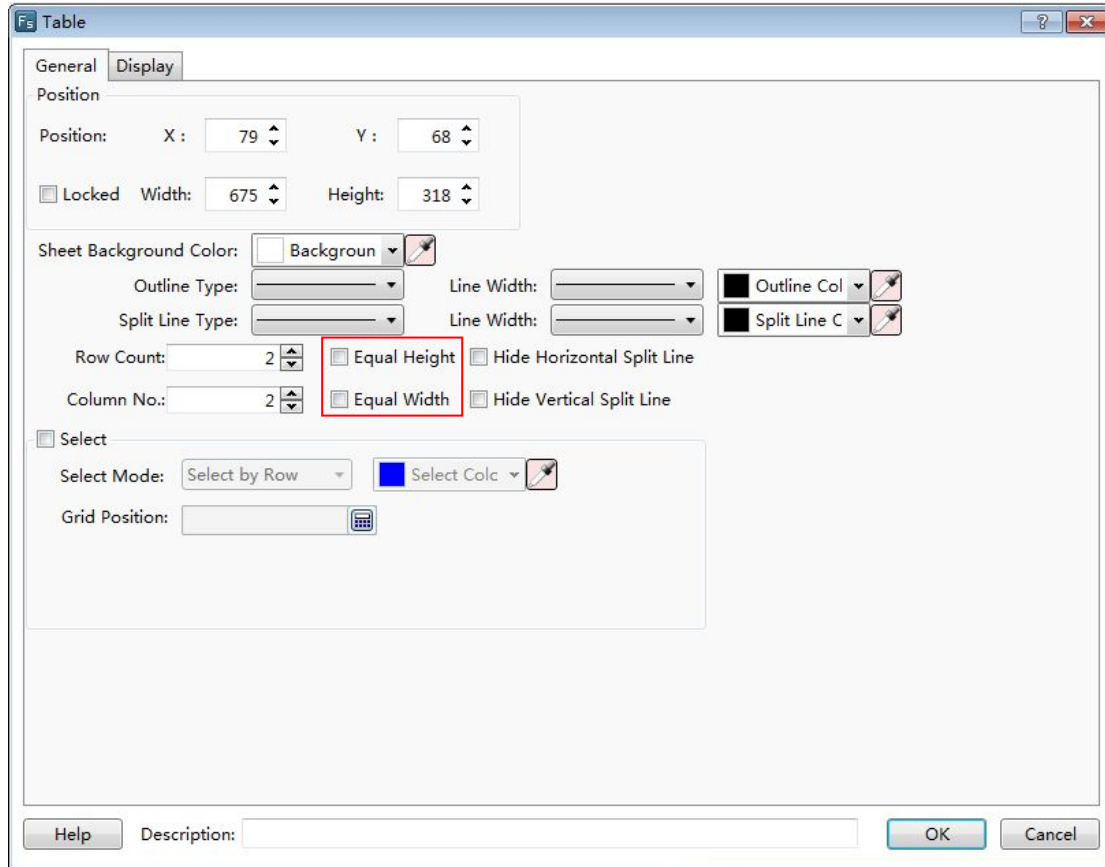 Fs Table
General Display
Position
Position: X : 79 Y : 68
Locked Width: 675 Height: 318
Sheet Background Color: Backgroun
Outline Type: Line Width: Outline Col
Split Line Type: Line Width: Split Line C
Row Count: 2 Equal Height Hide Horizontal Split Line
Column No.: 2 Equal Width Hide Vertical Split Line
Select
Select Mode: Select by Row Select Colc
Grid Position:
Help Description: OK Cancel